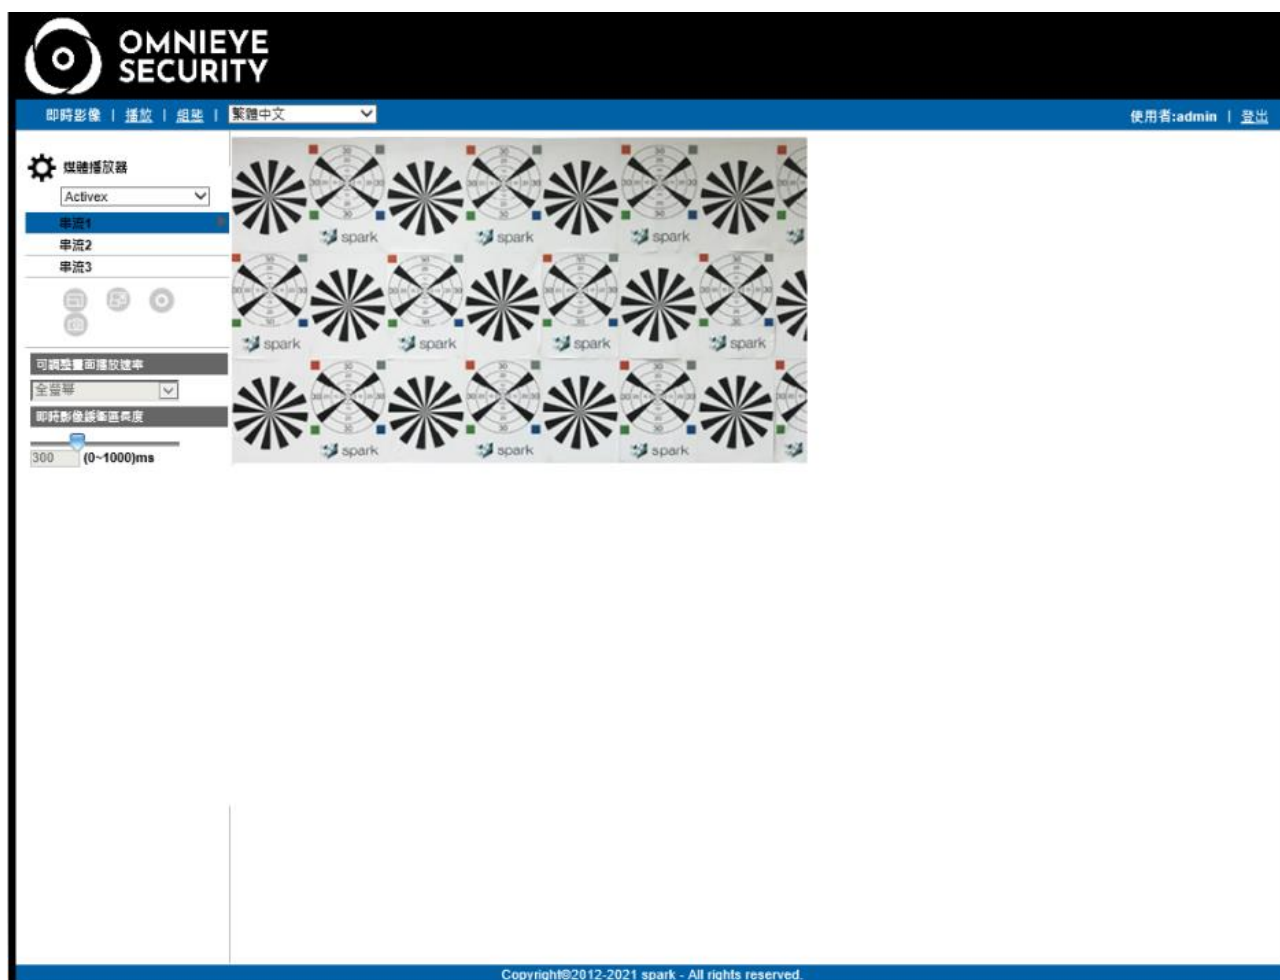 OMNIEYE
SECURITY
即時影像 | 播放 | 組態 | 繁體中文
使用者:admin | 登出
媒體播放器
Activex
串流1
串流2
串流3
可調整畫面播放速率
全螢幕
即時影像緩衝區長度
300 (0~1000)ms
spark spark spark spark
spark spark spark spark
spark spark spark
Copyright©2012-2021 spark - All rights reserved.